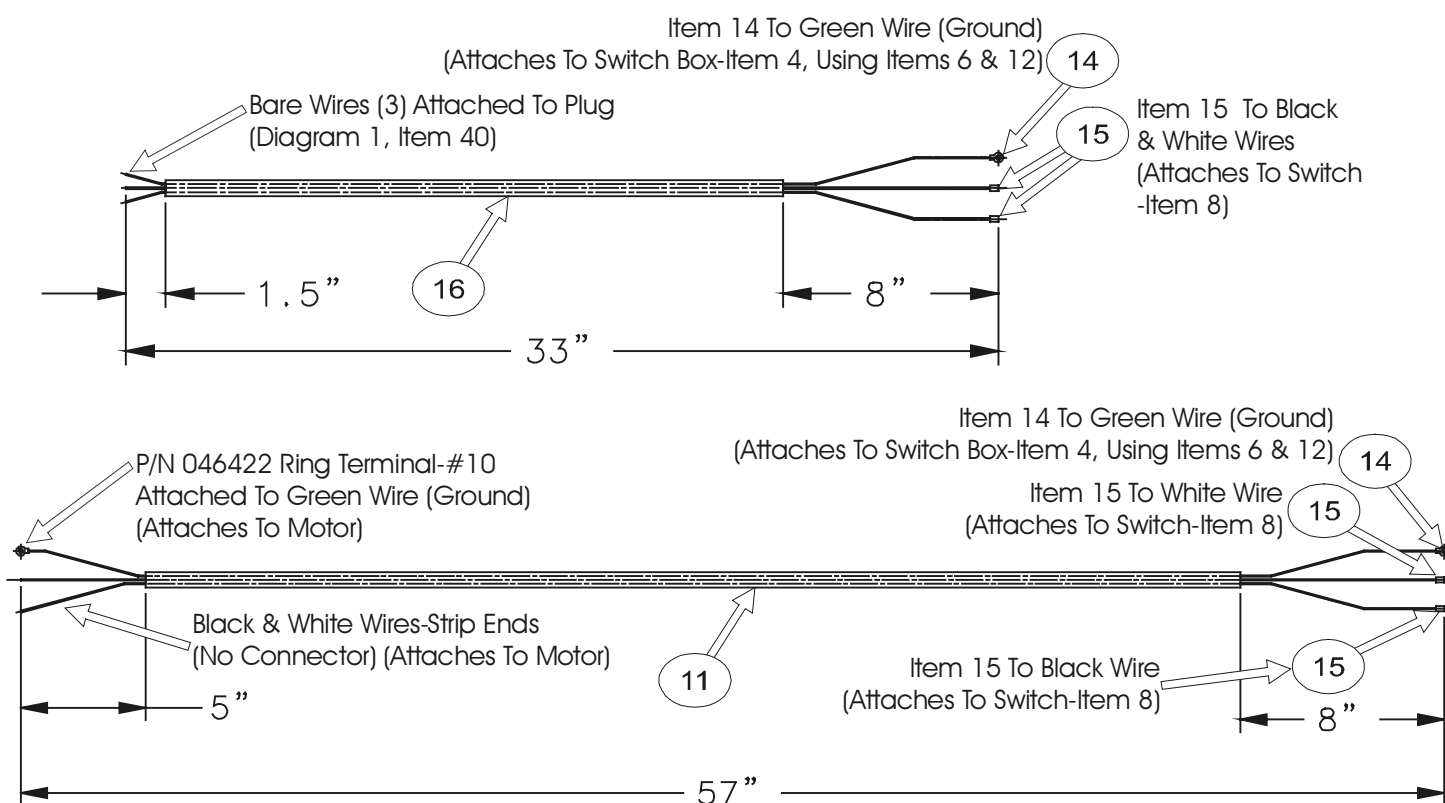 Item 14 To Green Wire (Ground)
(Attaches To Switch Box-Item 4, Using Items 6 & 12)
14
Bare Wires (3) Attached To Plug
(Diagram 1, Item 40)
15
Item 15 To Black
& White Wires
(Attaches To Switch
-Item 8)
16
1.5”
8”
33”
Item 14 To Green Wire (Ground)
(Attaches To Switch Box-Item 4, Using Items 6 & 12)
14
P/N 046422 Ring Terminal-#10
Attached To Green Wire (Ground)
(Attaches To Motor)
Item 15 To White Wire
(Attaches To Switch-Item 8)
15
Black & White Wires-Strip Ends
(No Connector) (Attaches To Motor)
11
Item 15 To Black Wire
(Attaches To Switch-Item 8)
15
5”
8”
57”